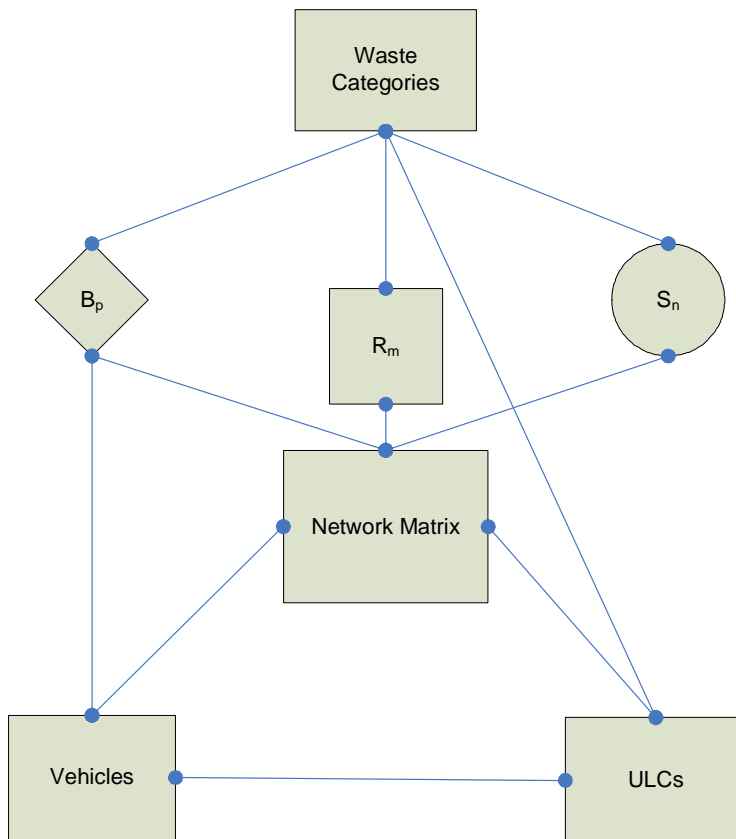 Waste
Categories
Bp
Rm
Sn
Network Matrix
Vehicles
ULCs